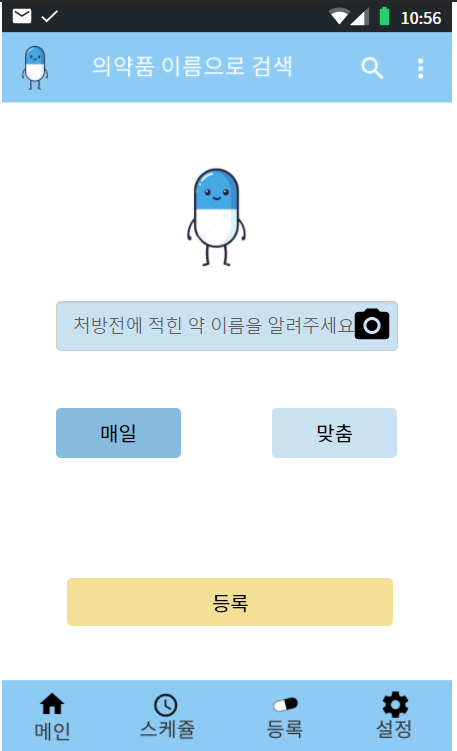 10:56
의약품 이름으로 검색
처방전에 적힌 약 이름을 알려주세요
매일
맞춤
등록
메인
스케쥴
등록
설정